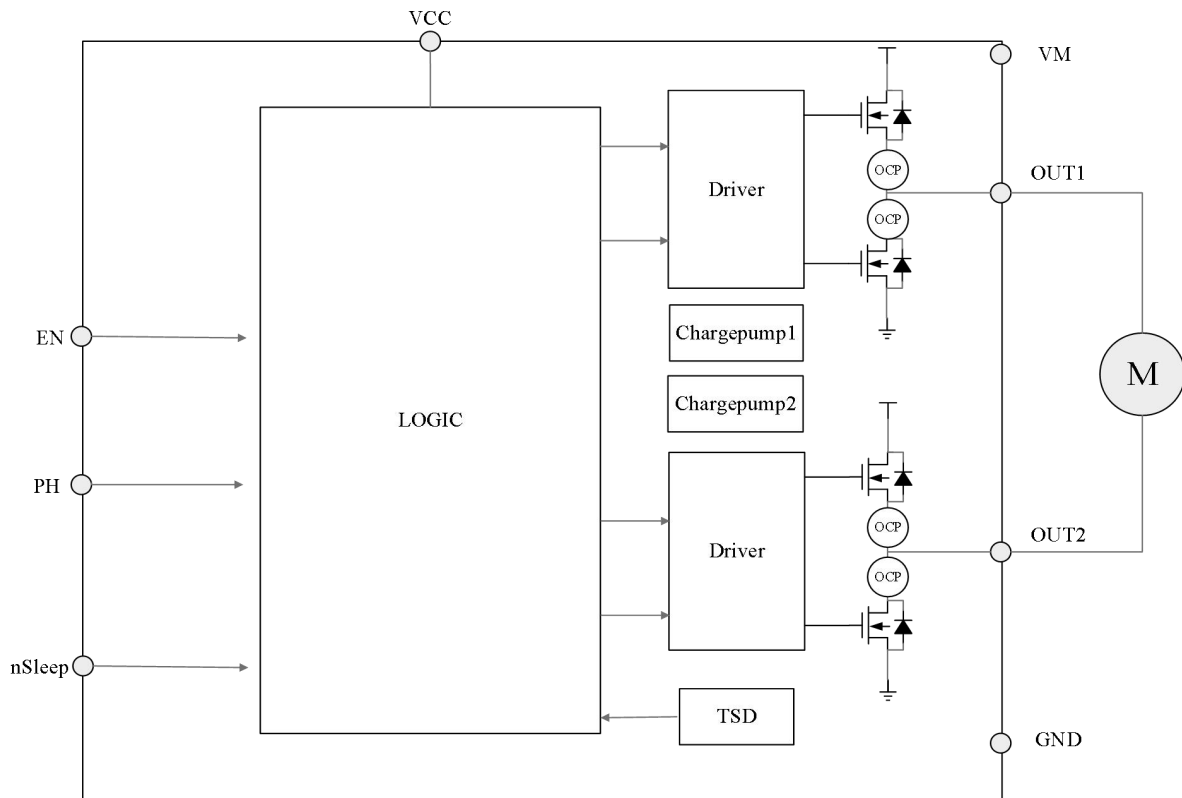 VCC
VM
OCP
OUT1
Driver
OCP
Chargepump1
EN
M
Chargepump2
LOGIC
PH
OCP
OUT2
Driver
OCP
nSleep
TSD
GND